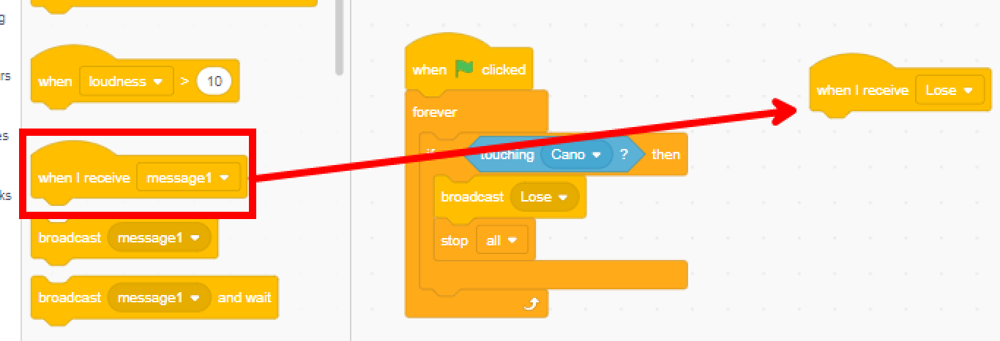 g
rs
es
ks
when loudness > 10
when I receive message1
broadcast message1
broadcast message1 and wait
when clicked
forever
if touching Cano ? then
broadcast Lose
stop all
when I receive Lose